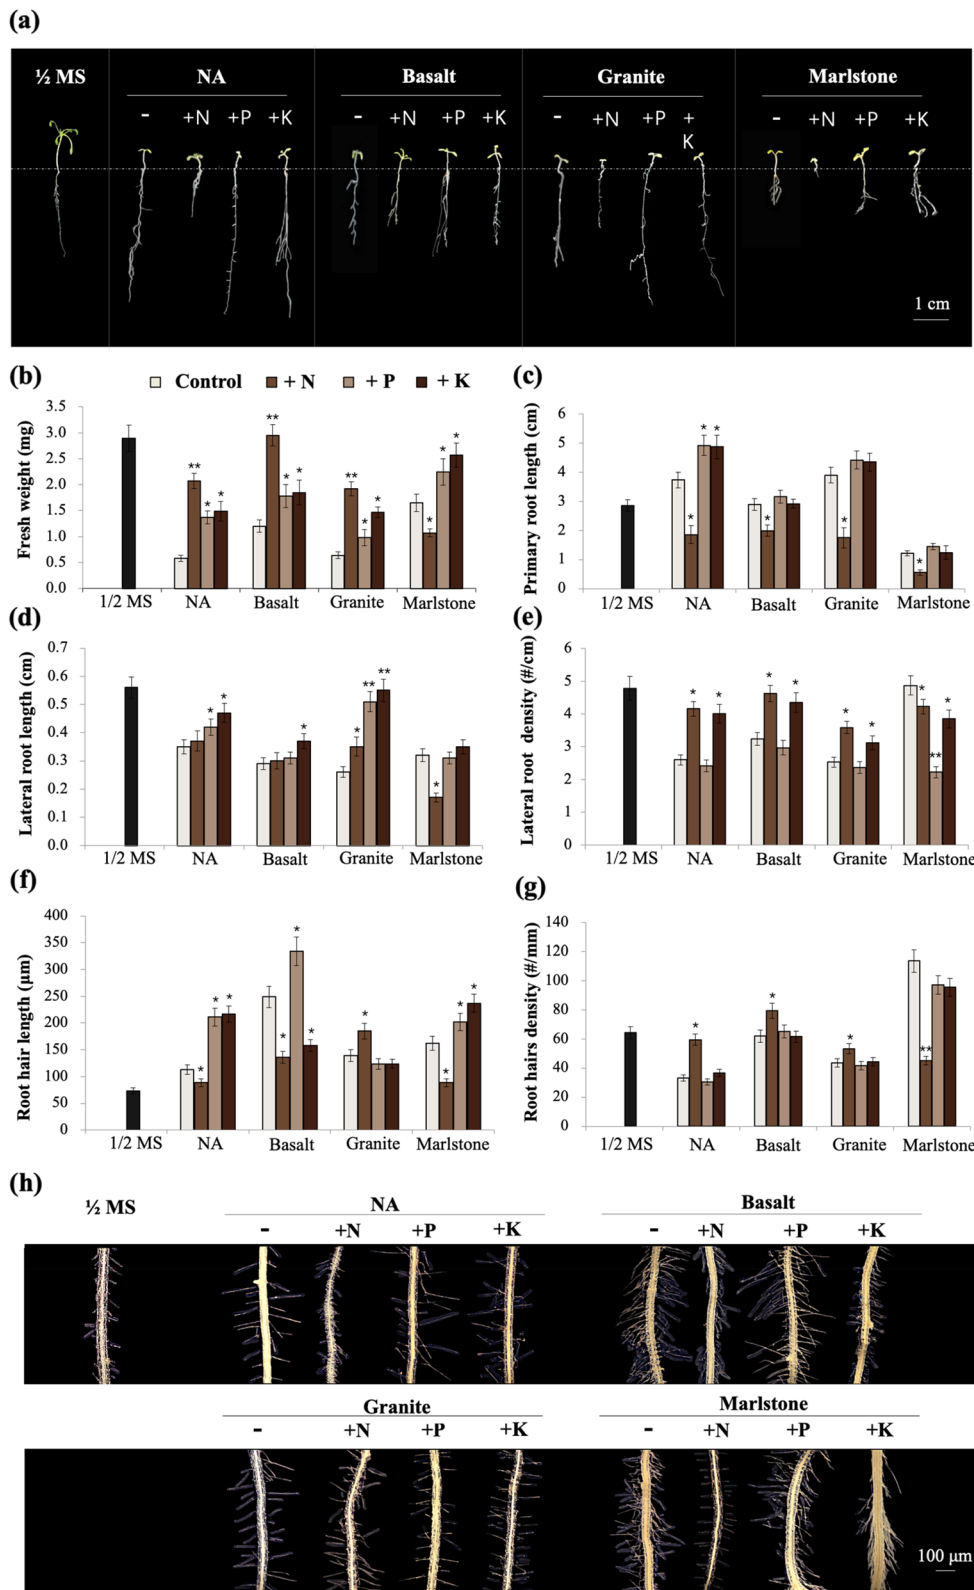 (a)
½ MS NA Basalt Granite Marlstone
- +N +P +K - +N +P +K - +N +P + K - +N +P +K
1 cm
(b) Control + N + P + K
Fresh weight (mg)
3.5
3.0
2.5
2.0
1.5
1.0
0.5
0.0
** * * ** * * ** * * * * *
1/2 MS NA Basalt Granite Marlstone
(c)
Primary root length (cm)
6
5
4
3
2
1
0
* * * * * *
1/2 MS NA Basalt Granite Marlstone
(d)
Lateral root length (cm)
0.7
0.6
0.5
0.4
0.3
0.2
0.1
0.0
* * * * ** ** *
1/2 MS NA Basalt Granite Marlstone
(e)
Lateral root density (#/cm)
6
5
4
3
2
1
0
* * * * * * * ** *
1/2 MS NA Basalt Granite Marlstone
(f)
Root hair length (µm)
400
350
300
250
200
150
100
50
0
* * * * * * * * * *
1/2 MS NA Basalt Granite Marlstone
(g)
Root hairs density (#/mm)
140
120
100
80
60
40
20
0
* * * **
1/2 MS NA Basalt Granite Marlstone
(h)
½ MS NA Basalt
- +N +P +K - +N +P +K
Granite Marlstone
- +N +P +K - +N +P +K
100 µm